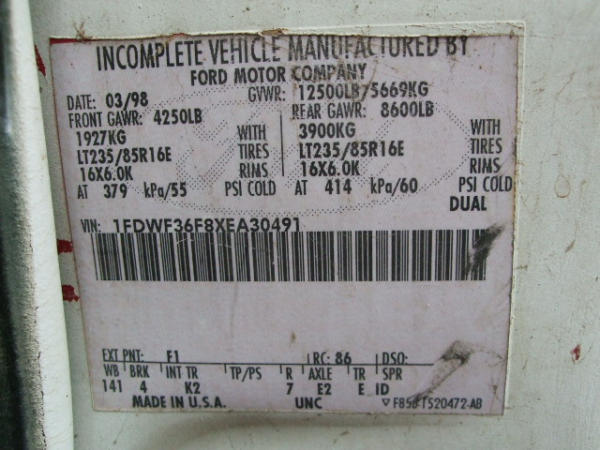 INCOMPLETE VEHICLE MANUFACTURED BY
FORD MOTOR COMPANY
DATE: 03/98 GVWR: 12500LB/5669KG
FRONT GAWR: 4250LB REAR GAWR: 8600LB
1927KG WITH 3900KG WITH
LT235/85R16E TIRES LT235/85R16E TIRES
16X6.0K RIMS 16X6.0K RIMS
AT 379 kPa/55 PSI COLD AT 414 kPa/60 PSI COLD
DUAL
VIN: 1FDWF36F8XEA30491
EXT PNT: F1 RC: 86 DSO:
WB BRK INT TR TP/PS R AXLE TR SPR
141 4 K2 7 E2 E ID
MADE IN U.S.A. UNC ▽ F85B-1520472-AB